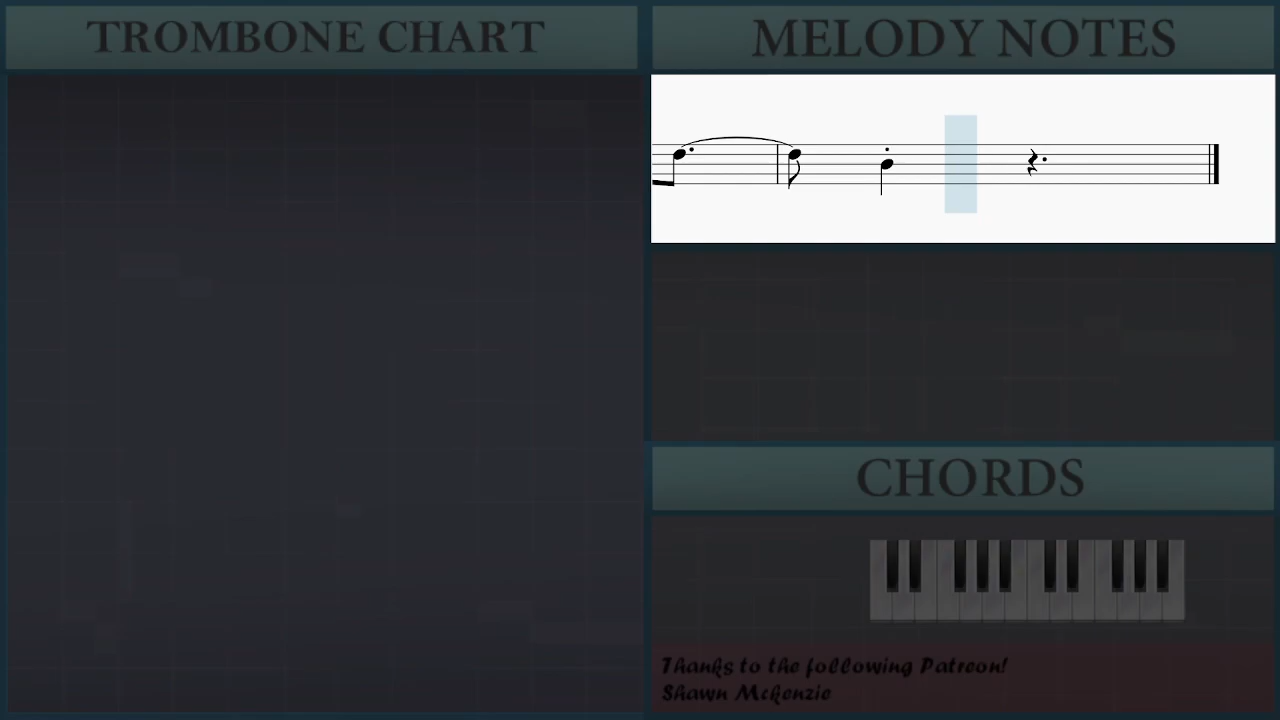 TROMBONE CHART
MELODY NOTES
CHORDS
Thanks to the following Patreon!
Shawn Mckenzie